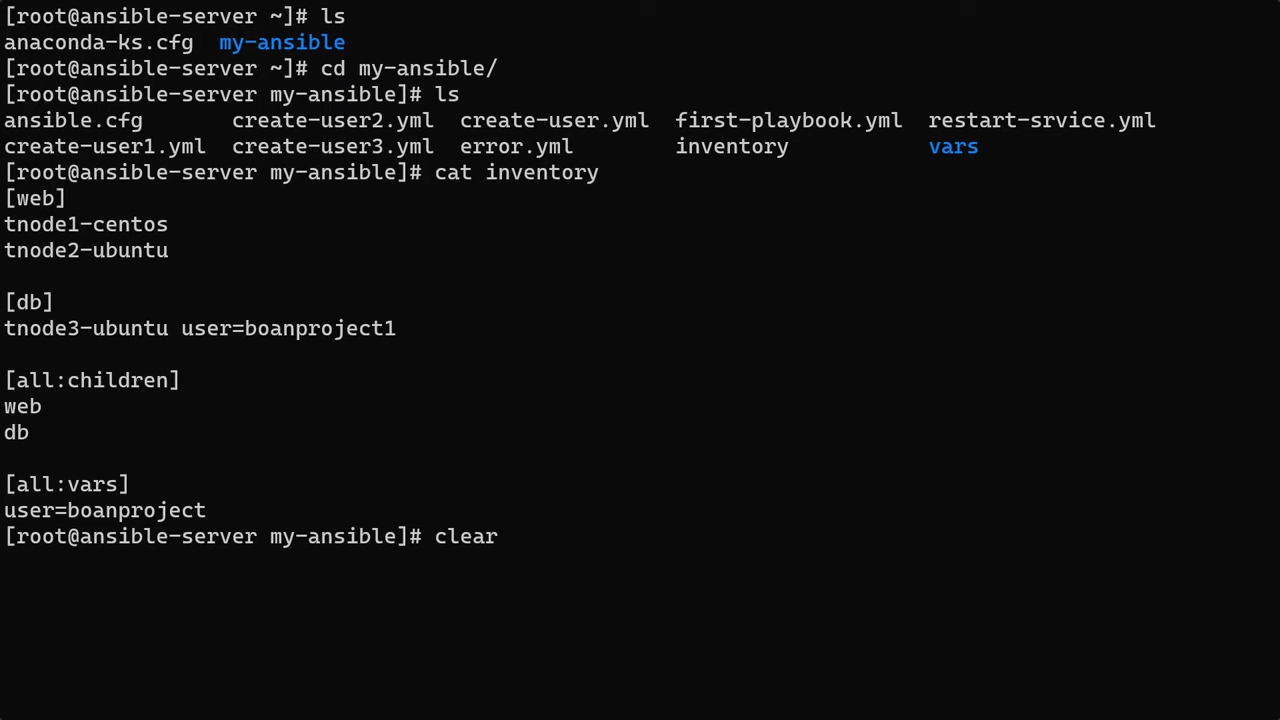 [root@ansible-server ~]# ls
anaconda-ks.cfg  my-ansible
[root@ansible-server ~]# cd my-ansible/
[root@ansible-server my-ansible]# ls
ansible.cfg       create-user2.yml  create-user.yml  first-playbook.yml  restart-srvice.yml
create-user1.yml  create-user3.yml  error.yml        inventory           vars
[root@ansible-server my-ansible]# cat inventory
[web]
tnode1-centos
tnode2-ubuntu

[db]
tnode3-ubuntu user=boanproject1

[all:children]
web
db

[all:vars]
user=boanproject
[root@ansible-server my-ansible]# clear